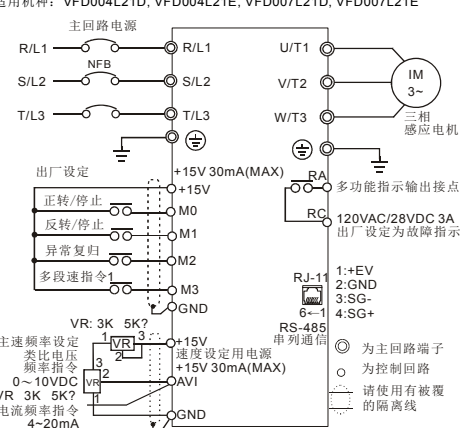 适用机种：VFD004L21D, VFD004L21E, VFD007L21D, VFD007L21E
主回路电源
R/L1
R/L1
U/T1
NFB
S/L2
S/L2
V/T2
IM
3~
T/L3
T/L3
W/T3
三相
感应电机
出厂设定
+15V 30mA(MAX)
+15V
RA
多功能指示输出接点
正转/停止
M0
RC
120VAC/28VDC 3A
出厂设定为故障指示
反转/停止
M1
异常复归
M2
多段速指令1
M3
GND
RJ-11
6←1
RS-485
串列通信
1:+EV
2:GND
3:SG-
4:SG+
VR: 3K 5K?
主速频率设定
类比电压
频率指令
0～10VDC
VR 3K 5K?
电流频率指令
4~20mA
1
VR
3
2
3
VR
2
1
+15V
速度设定用电源
+15V 30mA(MAX)
AVI
GND
为主回路端子
为控制回路
请使用有被覆
的隔离线